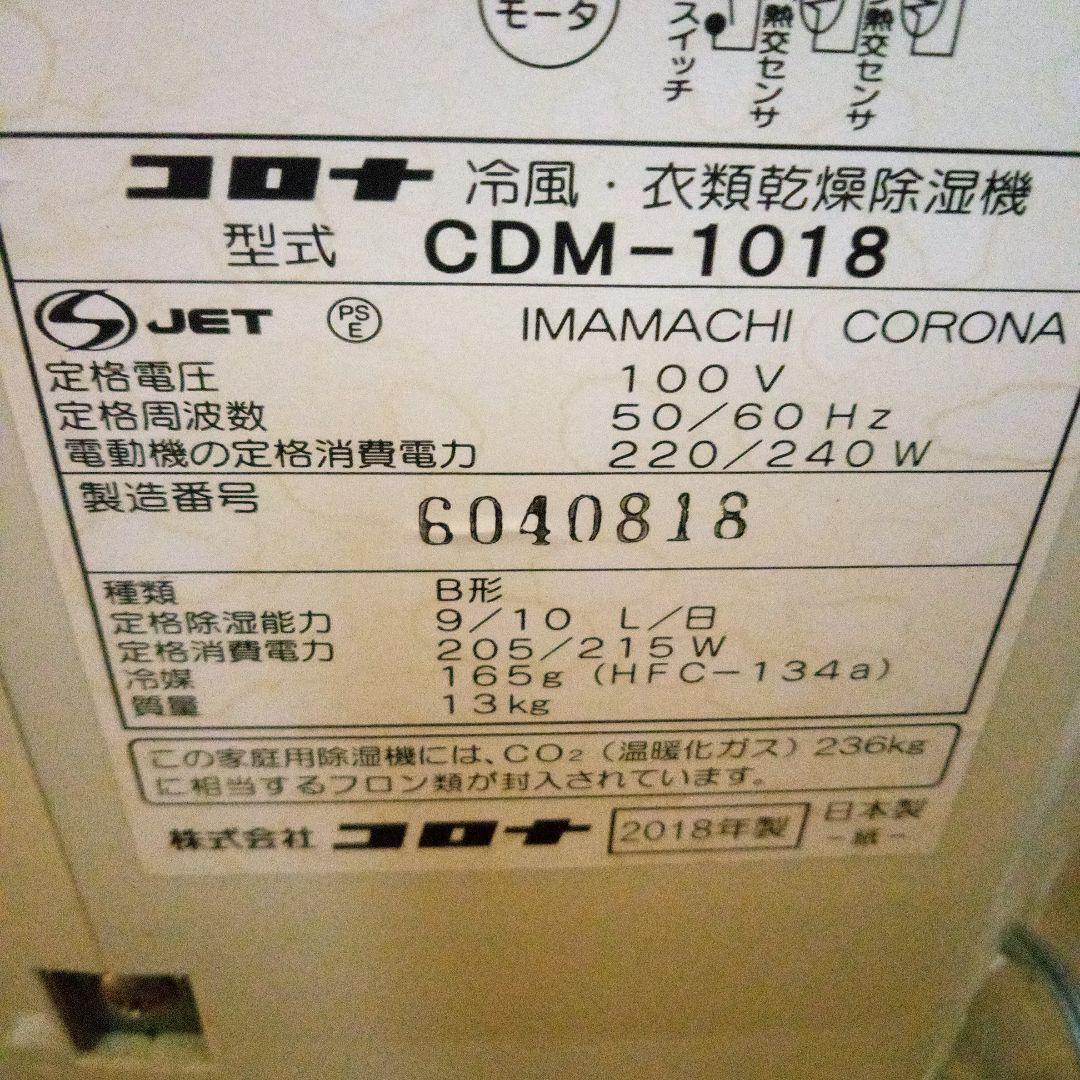 モータ
スイッチ
熱交センサ
熱交センサ
コロナ 冷風・衣類乾燥除湿機
型式 CDM-1018
JET PSE IMAMACHI CORONA
定格電圧 100V
定格周波数 50/60Hz
電動機の定格消費電力 220/240W
製造番号 6040818
種類 B形
定格除湿能力 9/10 L/日
定格消費電力 205/215W
冷媒 165g (HFC-134a)
質量 13kg
この家庭用除湿機には、CO₂(温暖化ガス)236kg
に相当するフロン類が封入されています。
株式会社 コロナ 2018年製 日本製
-紙-